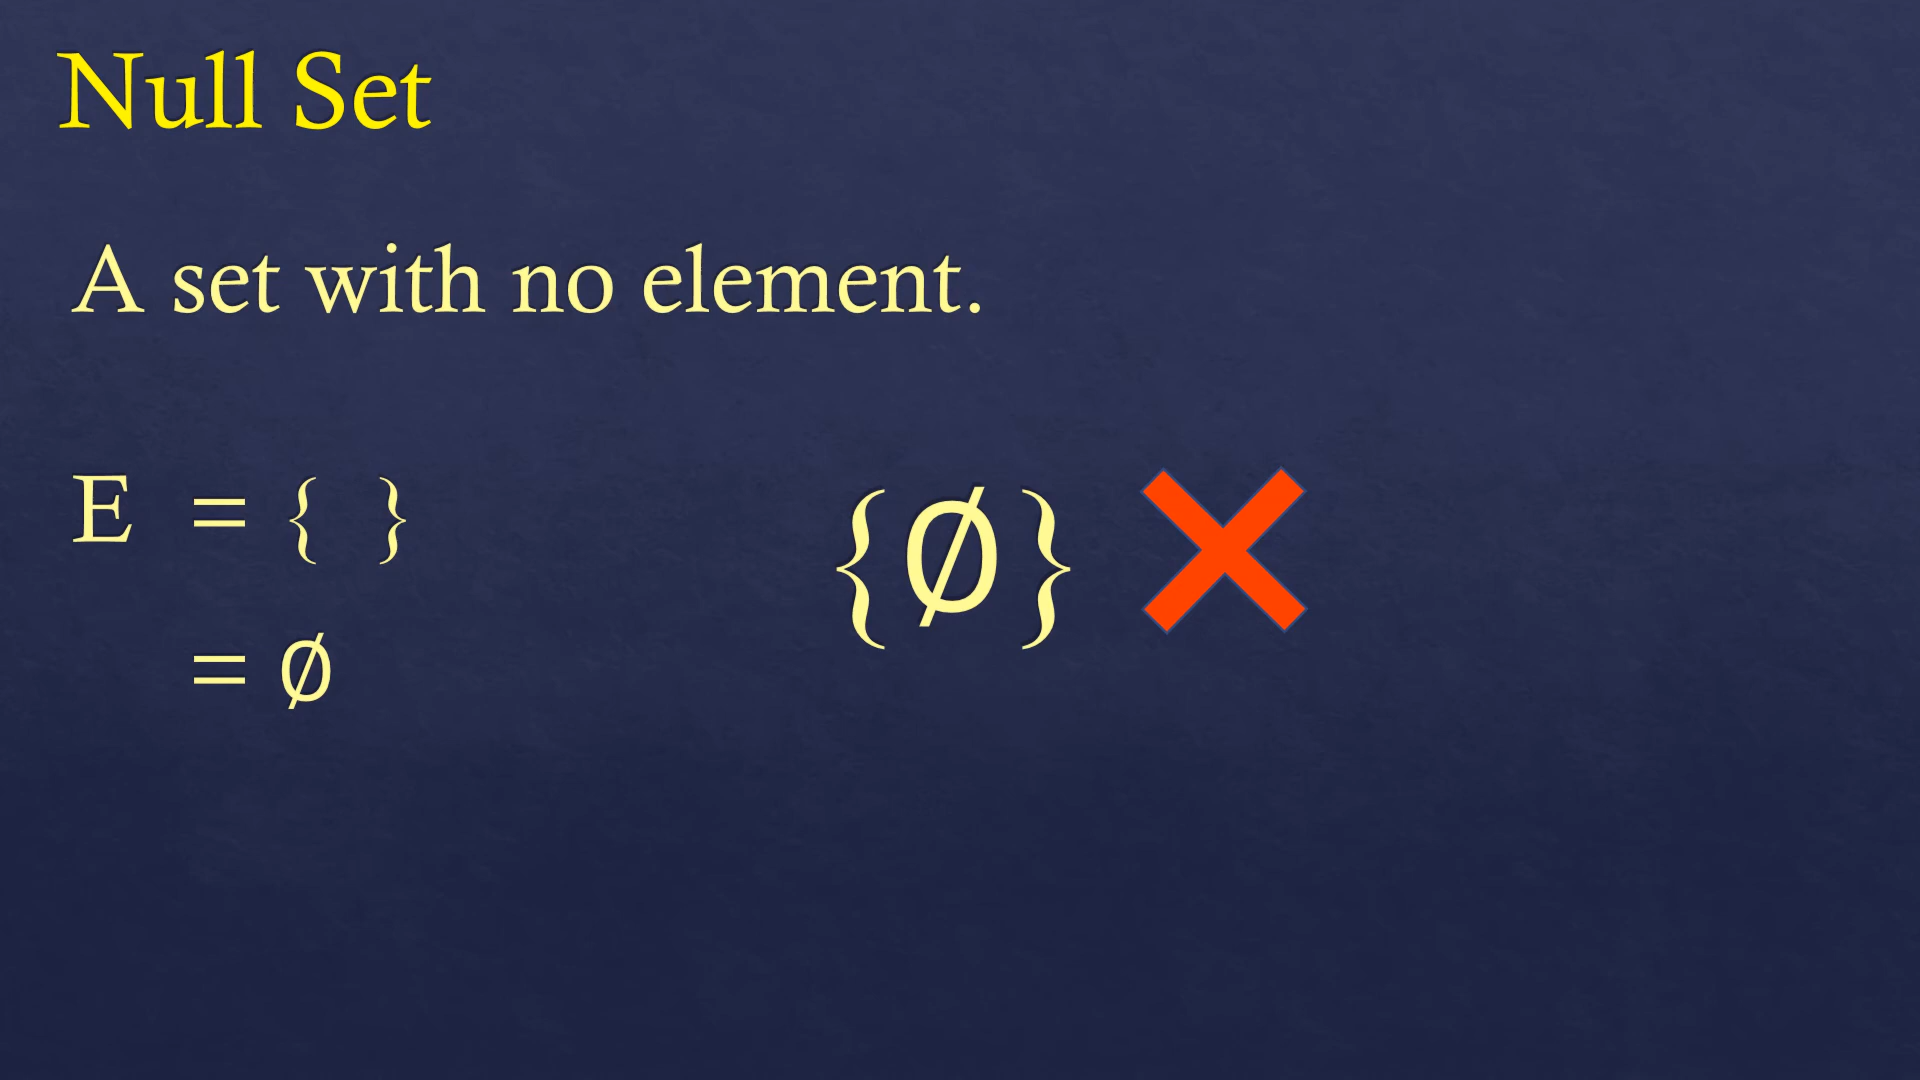 Null Set
A set with no element.
E = { }
= ∅
{∅}